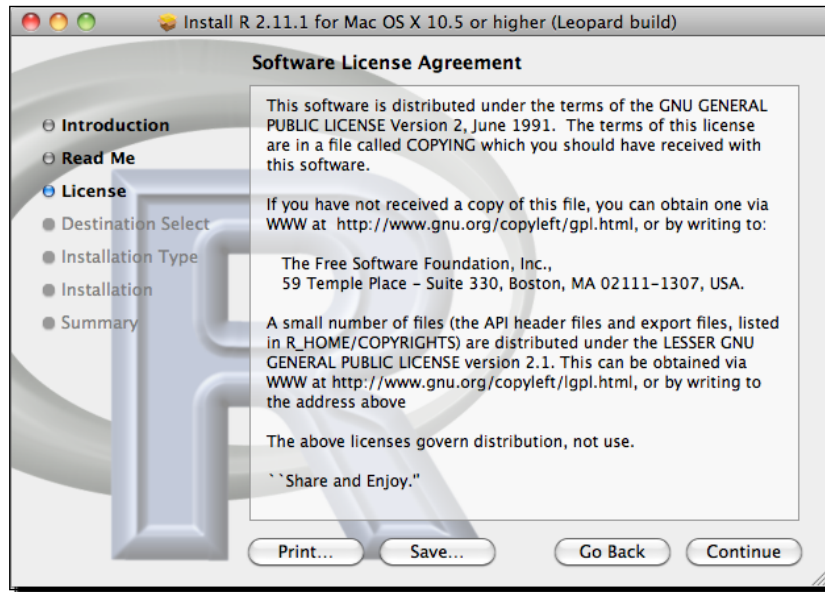 Install R 2.11.1 for Mac OS X 10.5 or higher (Leopard build)
Software License Agreement
Introduction
Read Me
License
Destination Select
Installation Type
Installation
Summary
This software is distributed under the terms of the GNU GENERAL
PUBLIC LICENSE Version 2, June 1991.  The terms of this license
are in a file called COPYING which you should have received with
this software.
If you have not received a copy of this file, you can obtain one via
WWW at  http://www.gnu.org/copyleft/gpl.html, or by writing to:
The Free Software Foundation, Inc.,
59 Temple Place – Suite 330, Boston, MA 02111-1307, USA.
A small number of files (the API header files and export files, listed
in R_HOME/COPYRIGHTS) are distributed under the LESSER GNU
GENERAL PUBLIC LICENSE version 2.1. This can be obtained via
WWW at http://www.gnu.org/copyleft/lgpl.html, or by writing to
the address above
The above licenses govern distribution, not use.
``Share and Enjoy.''
Print... Save... Go Back Continue
R